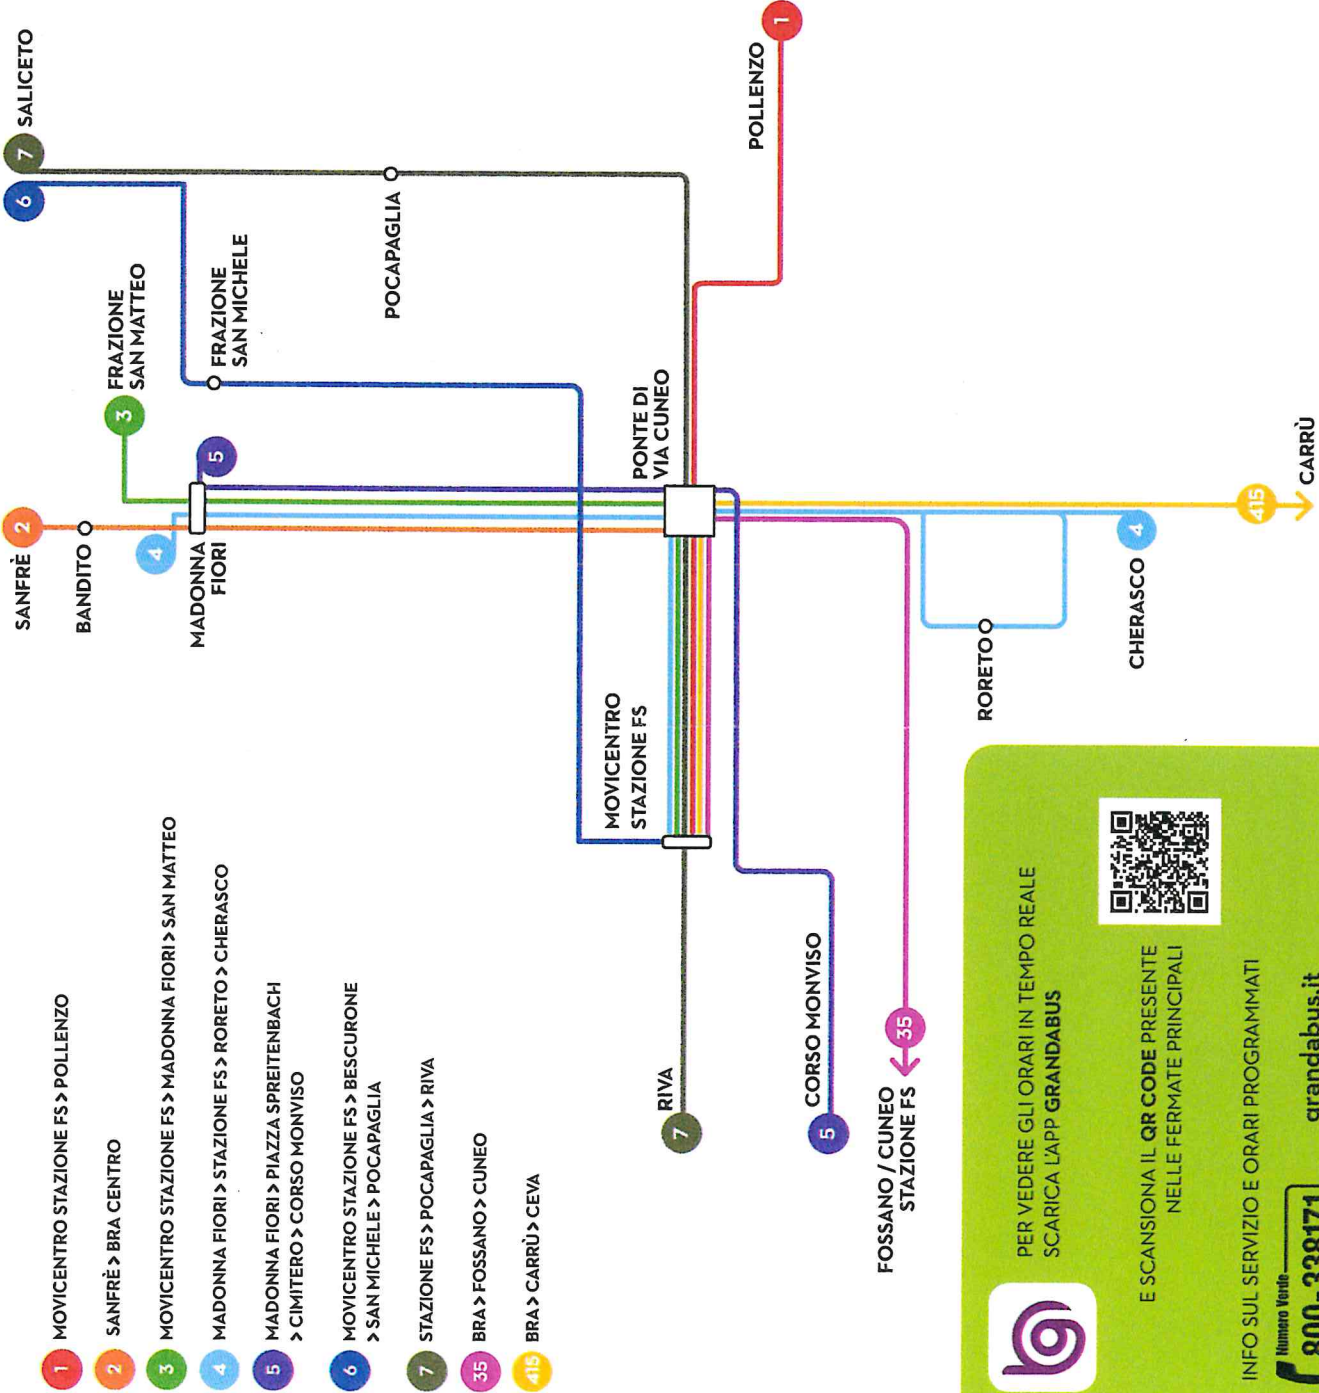 1 MOVICENTRO STAZIONE FS > POLLENZO
2 SANFRÈ > BRA CENTRO
3 MOVICENTRO STAZIONE FS > MADONNA FIORI > SAN MATTEO
4 MADONNA FIORI > STAZIONE FS > RORETO > CHERASCO
5 MADONNA FIORI > PIAZZA SPREITENBACH
> CIMITERO > CORSO MONVISO
6 MOVICENTRO STAZIONE FS > BESCURONE
> SAN MICHELE > POCAPAGLIA
7 STAZIONE FS > POCAPAGLIA > RIVA
35 BRA > FOSSANO > CUNEO
415 BRA > CARRÙ > CEVA
SANFRÈ
2
BANDITO
4
MADONNA
FIORI
3
FRAZIONE
SAN MATTEO
5
FRAZIONE
SAN MICHELE
6
7
SALICETO
POCAPAGLIA
POLLENZO
1
PONTE DI
VIA CUNEO
MOVICENTRO
STAZIONE FS
RIVA
7
CORSO MONVISO
5
FOSSANO / CUNEO
STAZIONE FS
35
RORETO
CHERASCO
4
415
CARRÙ
PER VEDERE GLI ORARI IN TEMPO REALE
SCARICA L'APP GRANDABUS
E SCANSIONA IL QR CODE PRESENTE
NELLE FERMATE PRINCIPALI
INFO SUL SERVIZIO E ORARI PROGRAMMATI
Numero Verde
800-338171
grandabus.it